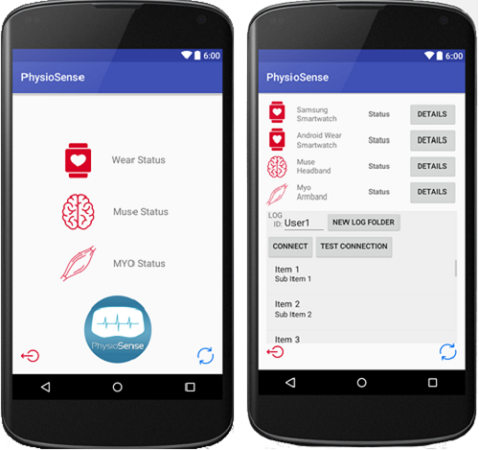 6:00
PhysioSense
Wear Status
Muse Status
MYO Status
PhysioSense
6:00
PhysioSense
Samsung
Smartwatch
Status
DETAILS
Android Wear
Smartwatch
Status
DETAILS
Muse
Headband
Status
DETAILS
Myo
Armband
Status
DETAILS
LOG
ID: User1
NEW LOG FOLDER
CONNECT
TEST CONNECTION
Item 1
Sub Item 1
Item 2
Sub Item 2
Item 3